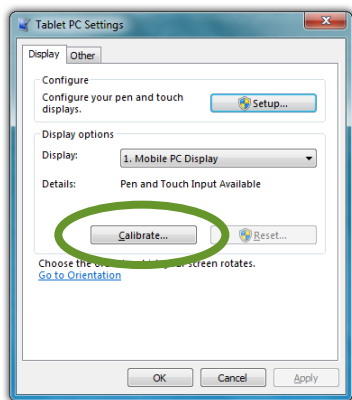 Tablet PC Settings
Display Other
Configure
Configure your pen and touch
displays.
Setup...
Display options
Display:
1. Mobile PC Display
Details:
Pen and Touch Input Available
Calibrate...
Reset...
Choose the screen rotates.
Go to Orientation
OK Cancel Apply